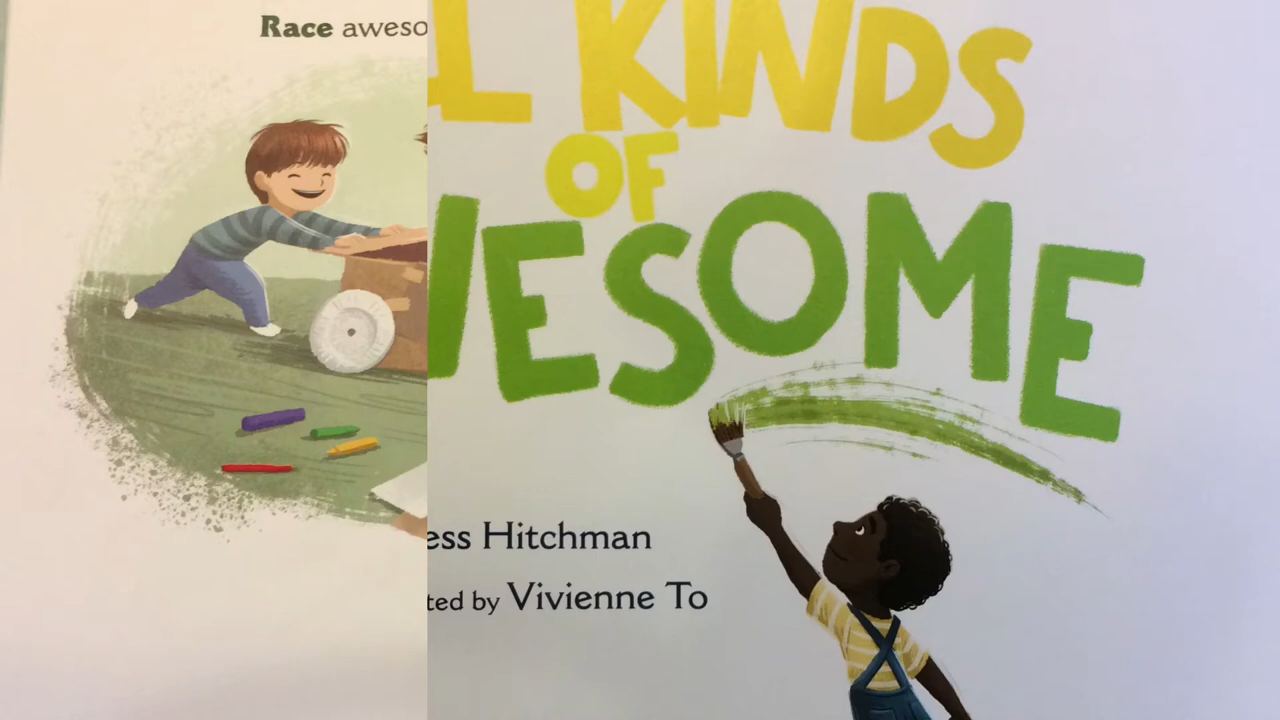 Race aweso
L KINDS
OF
WESOME
ess Hitchman
ted by Vivienne To